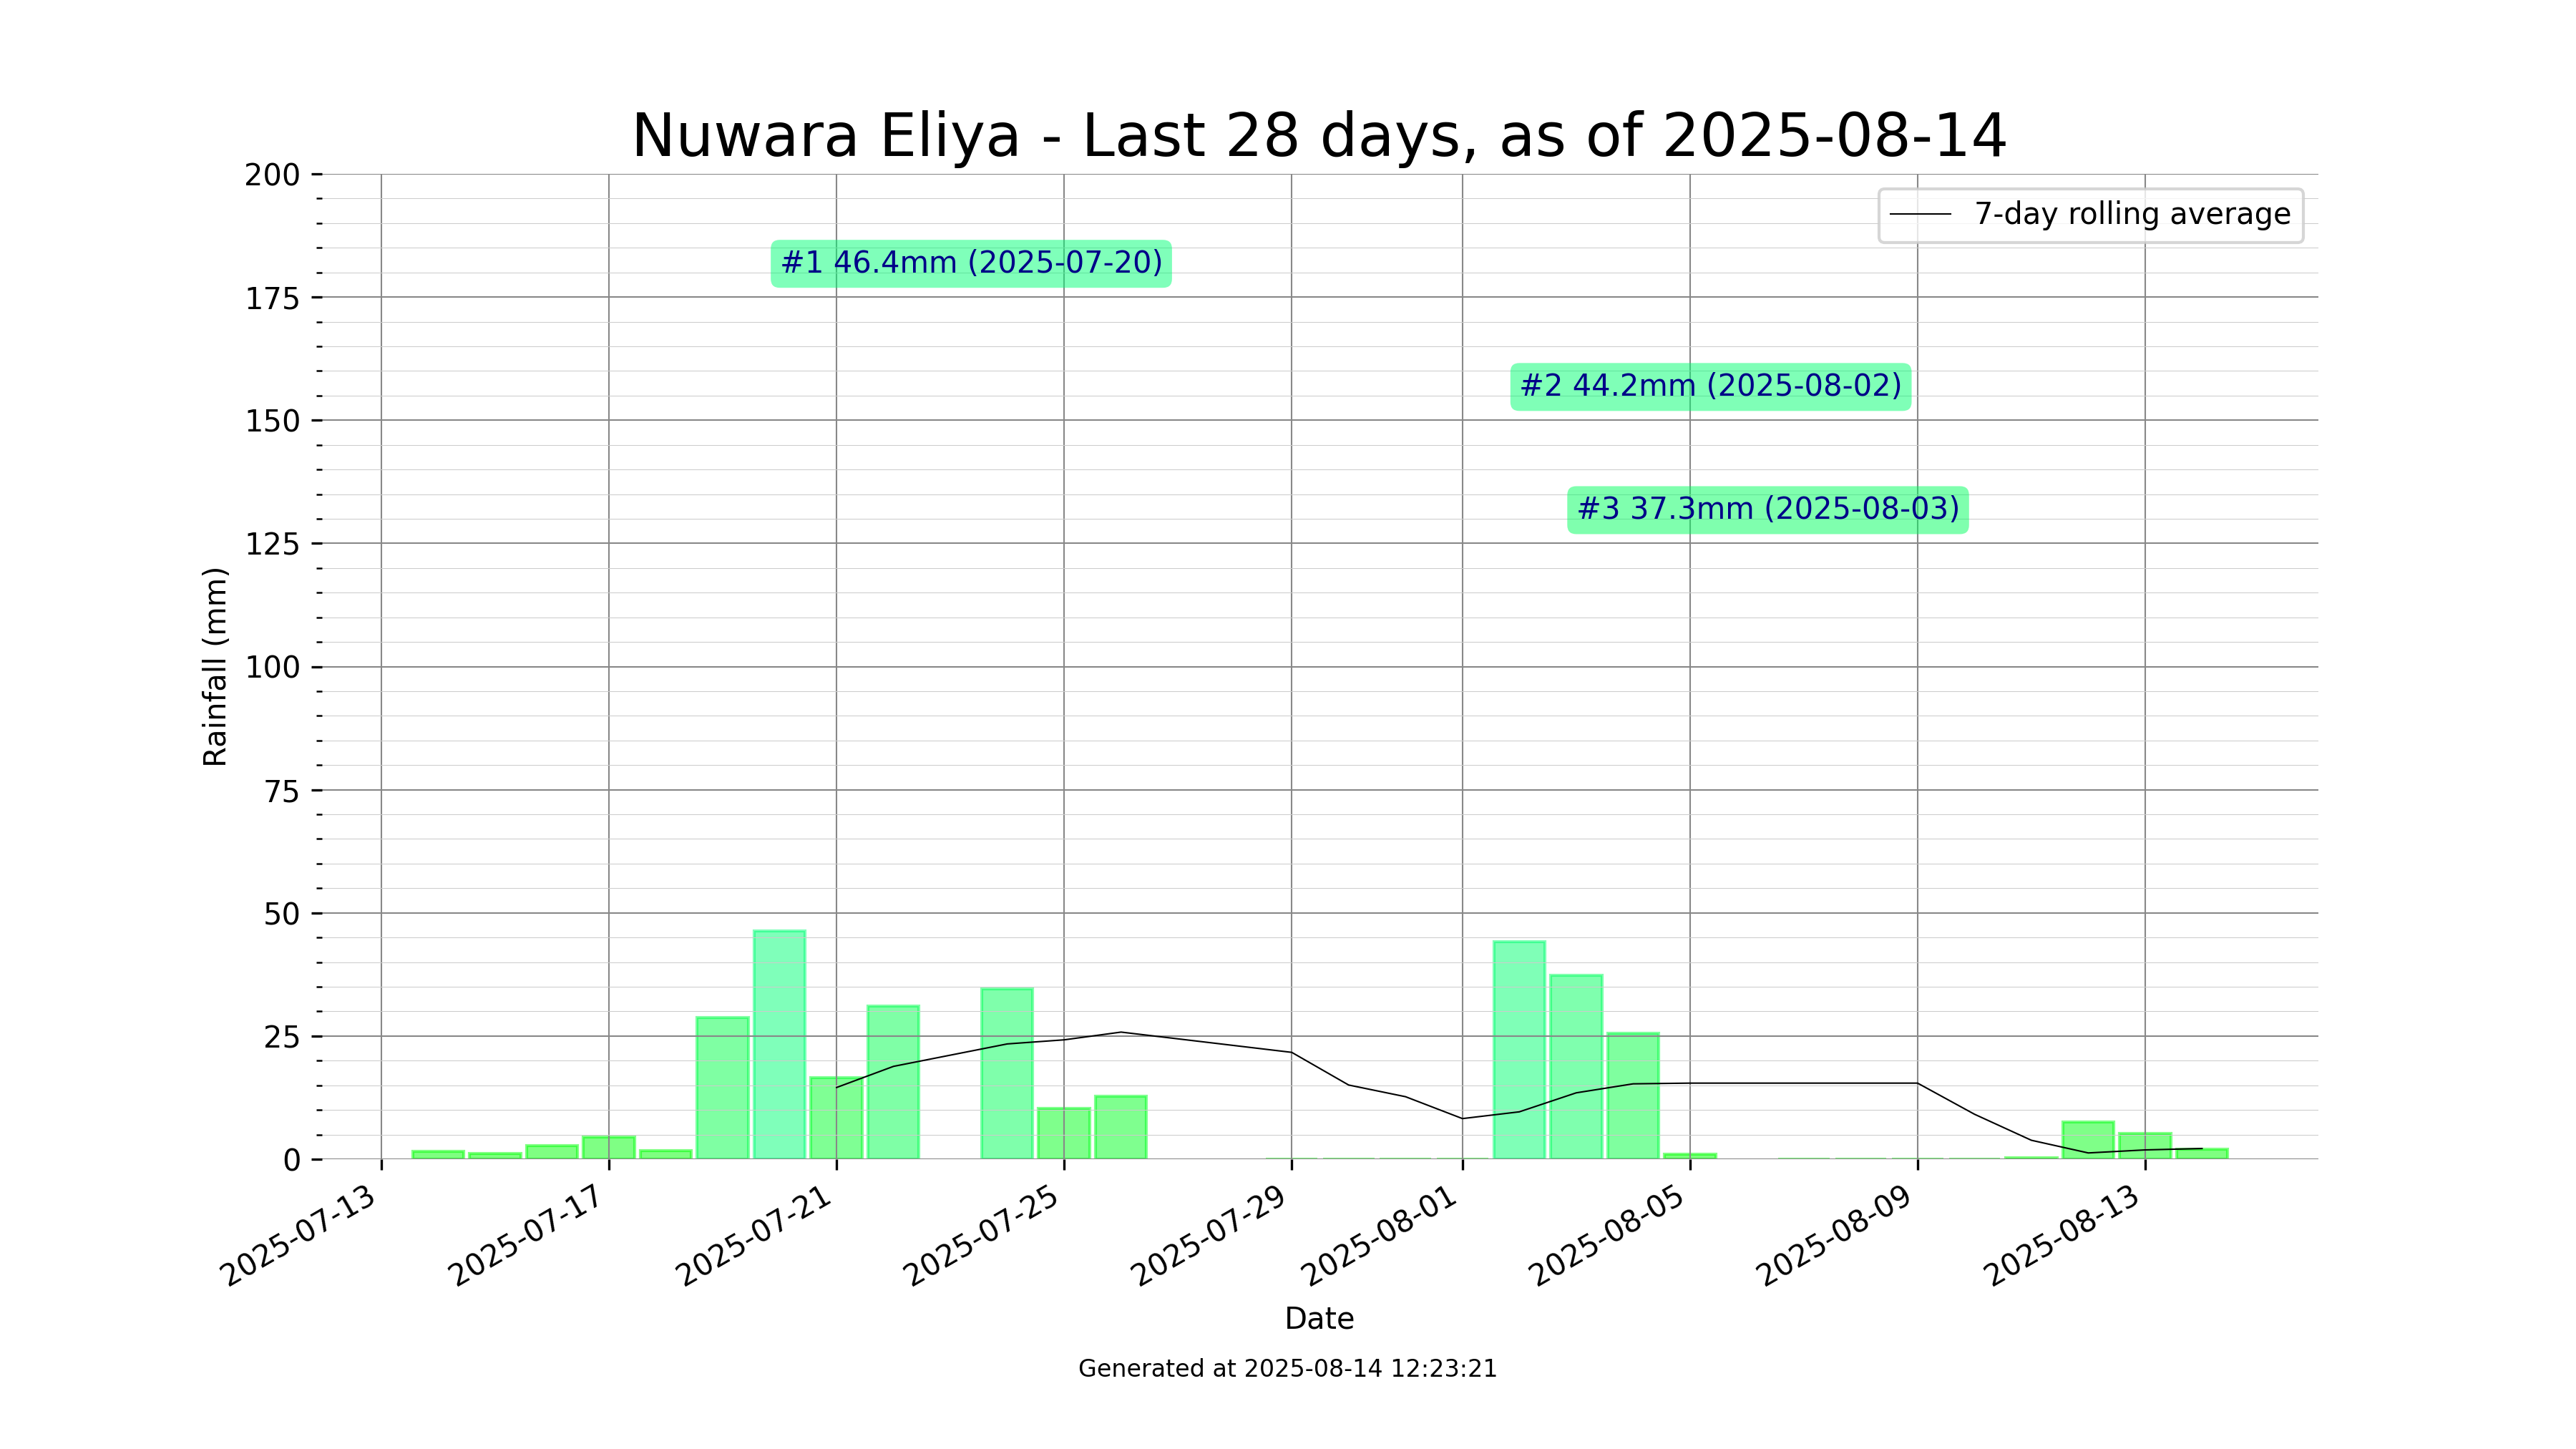 Nuwara Eliya - Last 28 days, as of 2025-08-14
200
175
150
125
100
75
50
25
0
Rainfall (mm)
7-day rolling average
#1 46.4mm (2025-07-20)
#2 44.2mm (2025-08-02)
#3 37.3mm (2025-08-03)
2025-07-13
2025-07-17
2025-07-21
2025-07-25
2025-07-29
2025-08-01
2025-08-05
2025-08-09
2025-08-13
Date
Generated at 2025-08-14 12:23:21